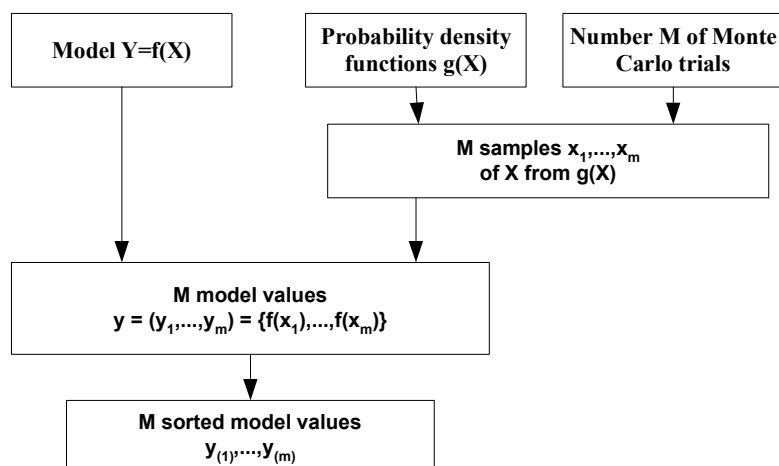 Model Y=f(X)
Probability density
functions g(X)
Number M of Monte
Carlo trials
M samples x₁,...,xₘ
of X from g(X)
M model values
y = (y₁,...,yₘ) = {f(x₁),...,f(xₘ)}
M sorted model values
y₍₁₎,...,y₍ₘ₎